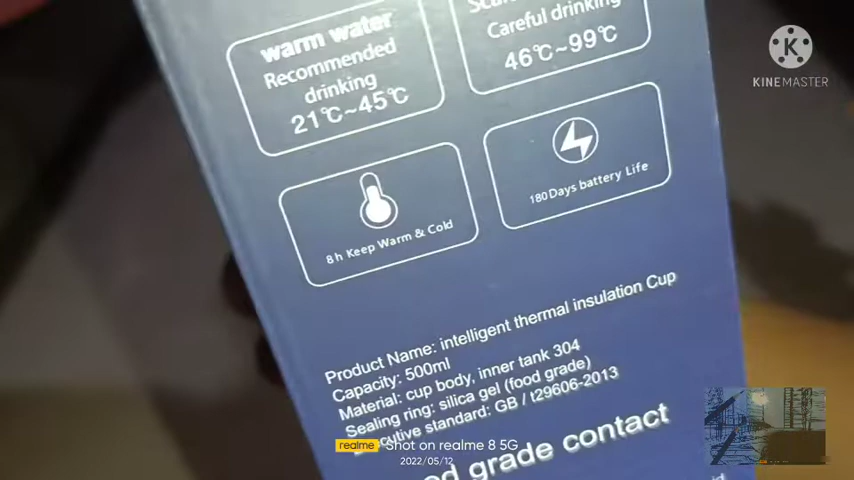 warm water
Recommended
drinking
21℃~45℃
Careful drinking
46℃~99℃
8h Keep Warm & Cold
180Days battery Life
Product Name: intelligent thermal insulation Cup
Capacity: 500ml
Material: cup body, inner tank 304
Sealing ring: silica gel (food grade)
standard: GB / t29606-2013
grade contact
K
KINEMASTER
realme Shot on realme 8 5G
2022/05/12